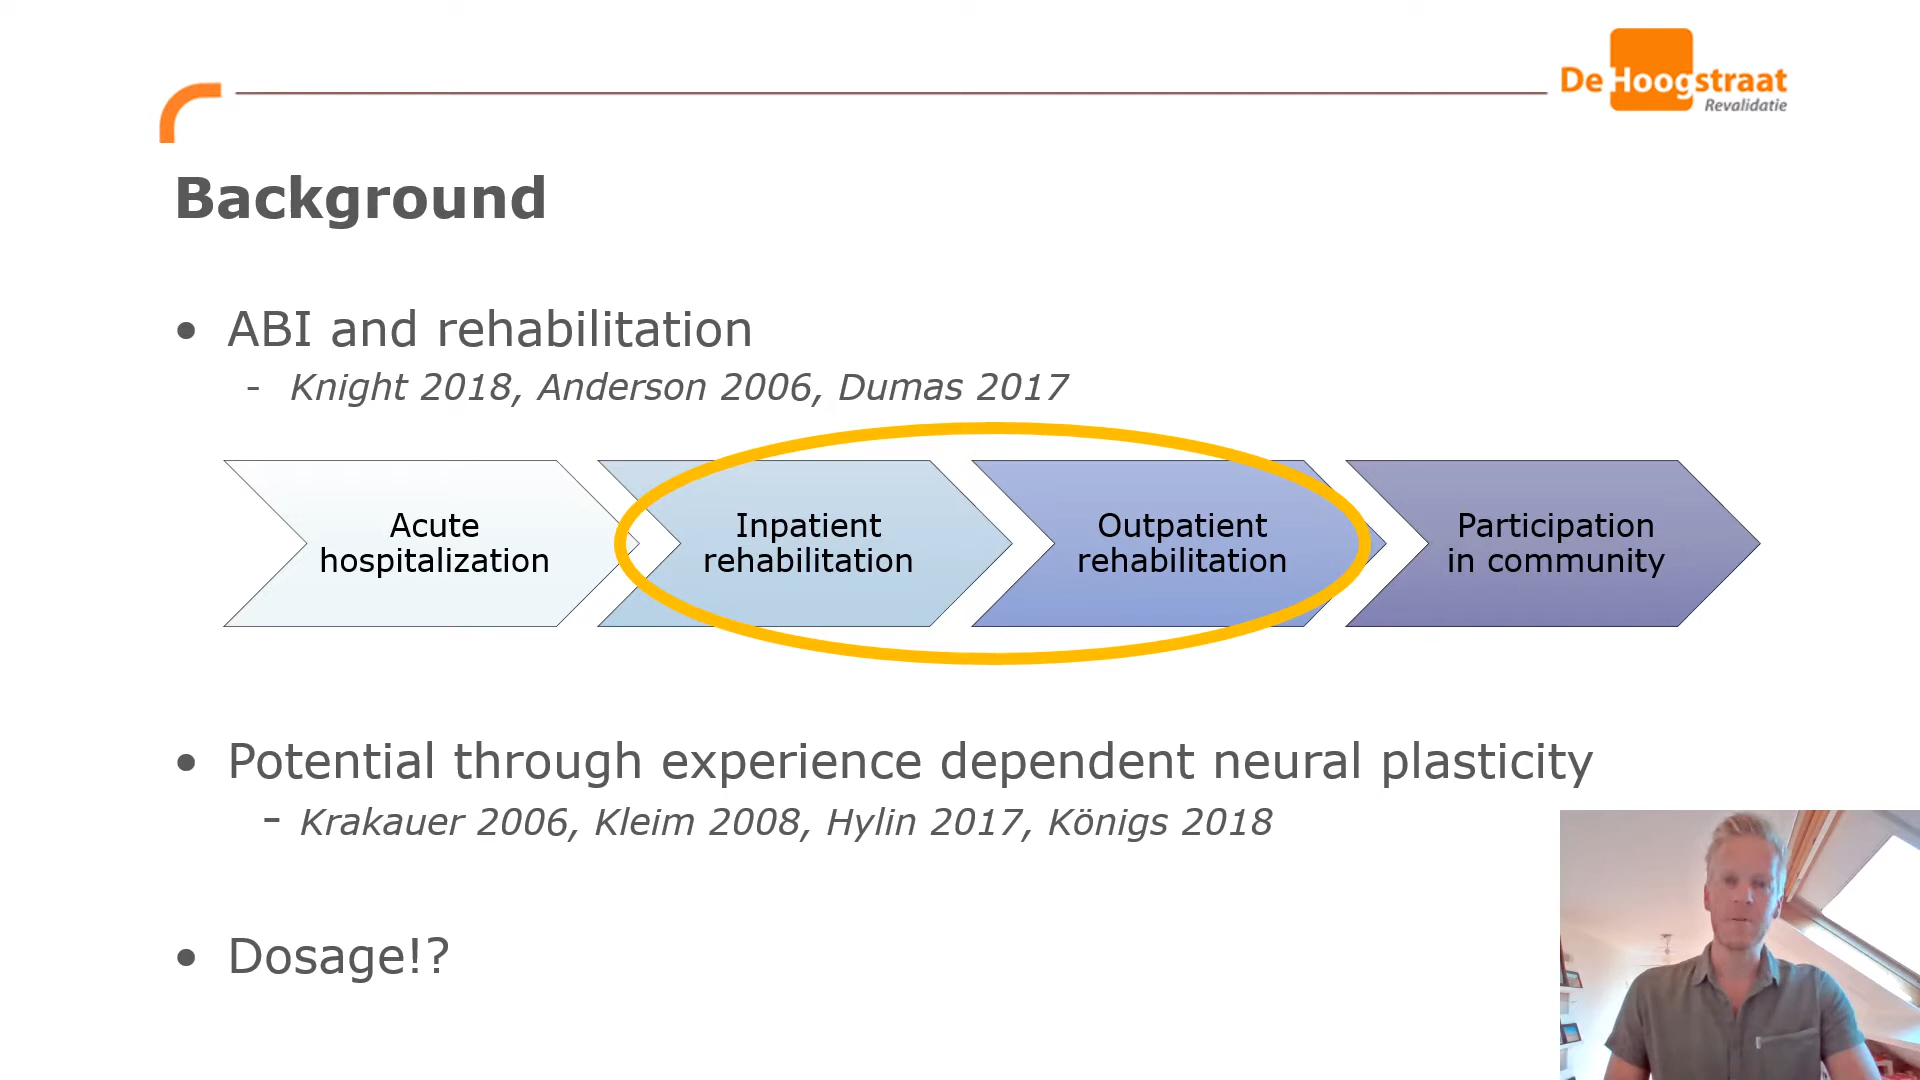 De Hoogstraat
Revalidatie
Background
• ABI and rehabilitation
- Knight 2018, Anderson 2006, Dumas 2017
Acute
hospitalization
Inpatient
rehabilitation
Outpatient
rehabilitation
Participation
in community
• Potential through experience dependent neural plasticity
- Krakauer 2006, Kleim 2008, Hylin 2017, Königs 2018
• Dosage!?